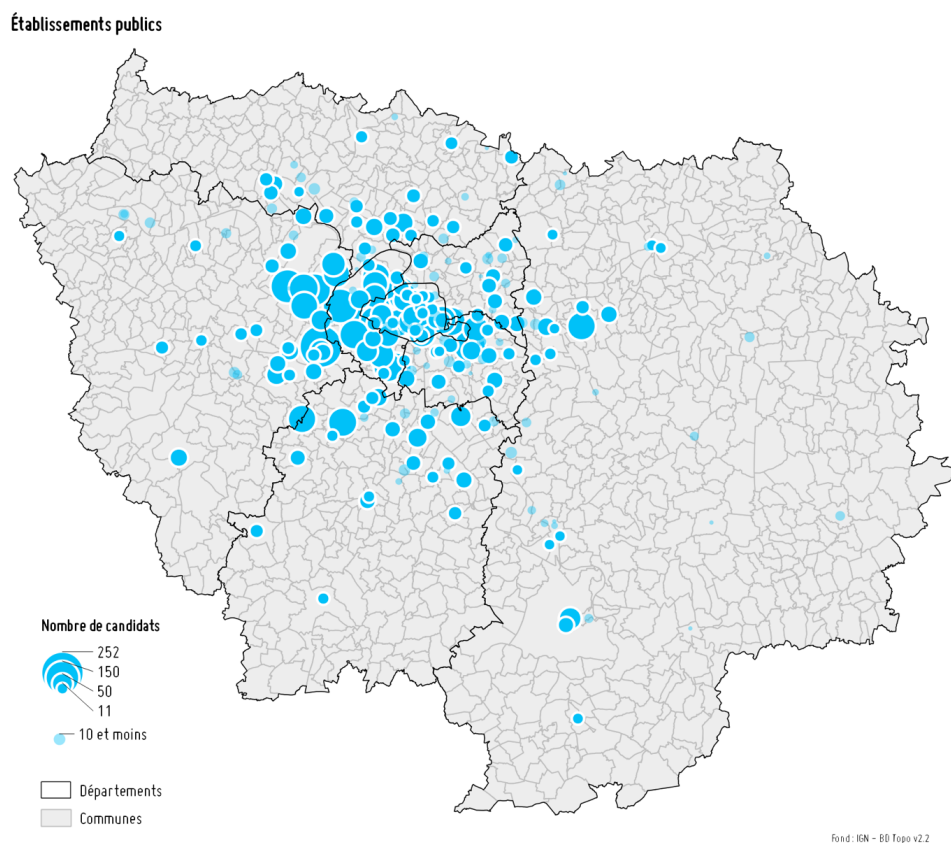 Établissements publics
Nombre de candidats
252
150
50
11
10 et moins
Départements
Communes
Fond : IGN - BD Topo v2.2